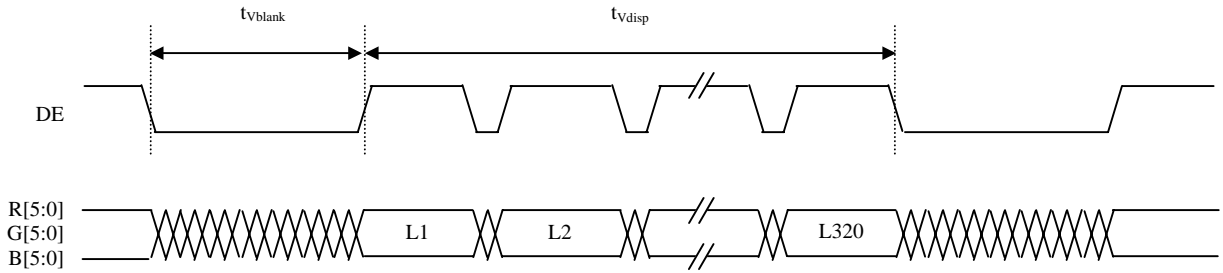 tVblank
tVdisp
DE
R[5:0]
G[5:0]
B[5:0]
L1
L2
L320